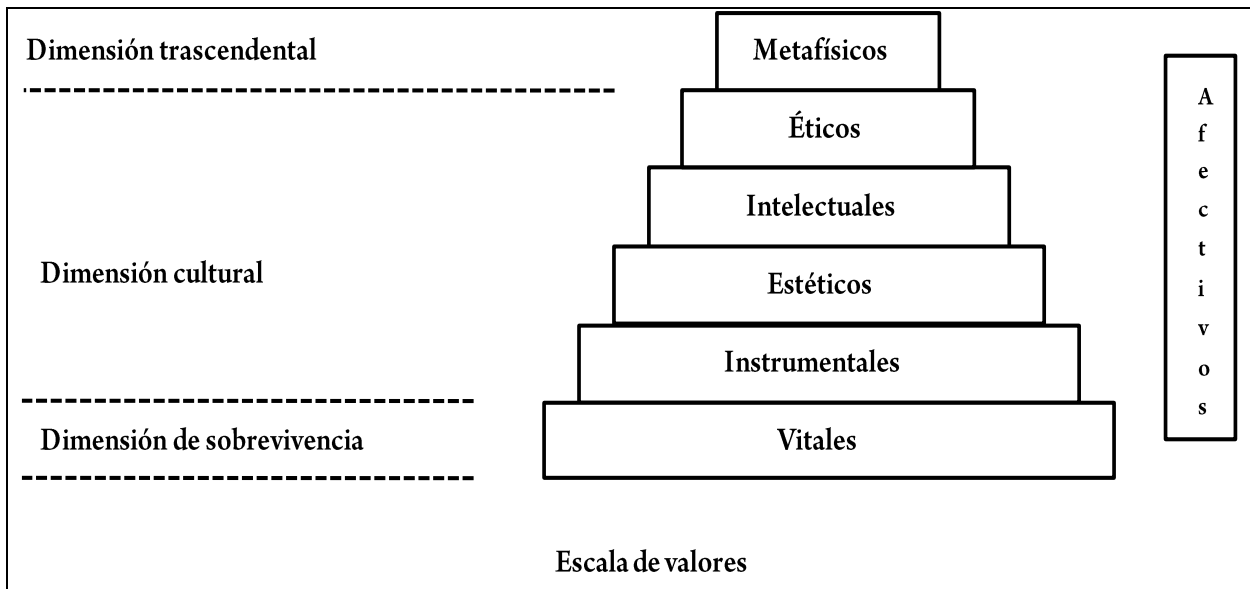 Dimensión trascendental
Metafísicos
Éticos
Intelectuales
Dimensión cultural
Estéticos
Instrumentales
Dimensión de sobrevivencia
Vitales
A
f
e
c
t
i
v
o
s
Escala de valores